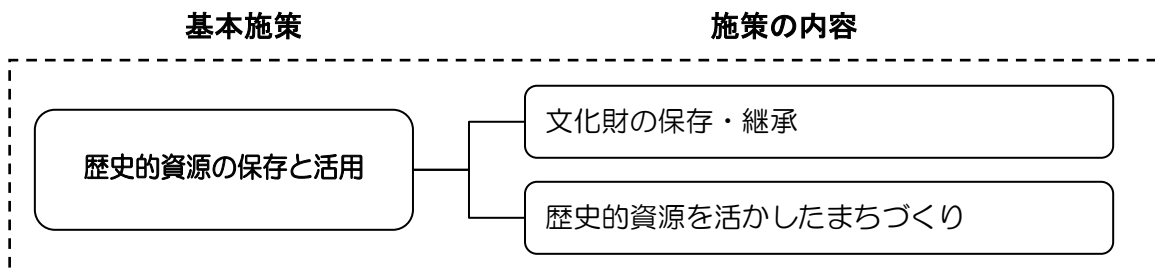 基本施策
施策の内容
歴史的資源の保存と活用
文化財の保存・継承
歴史的資源を活かしたまちづくり